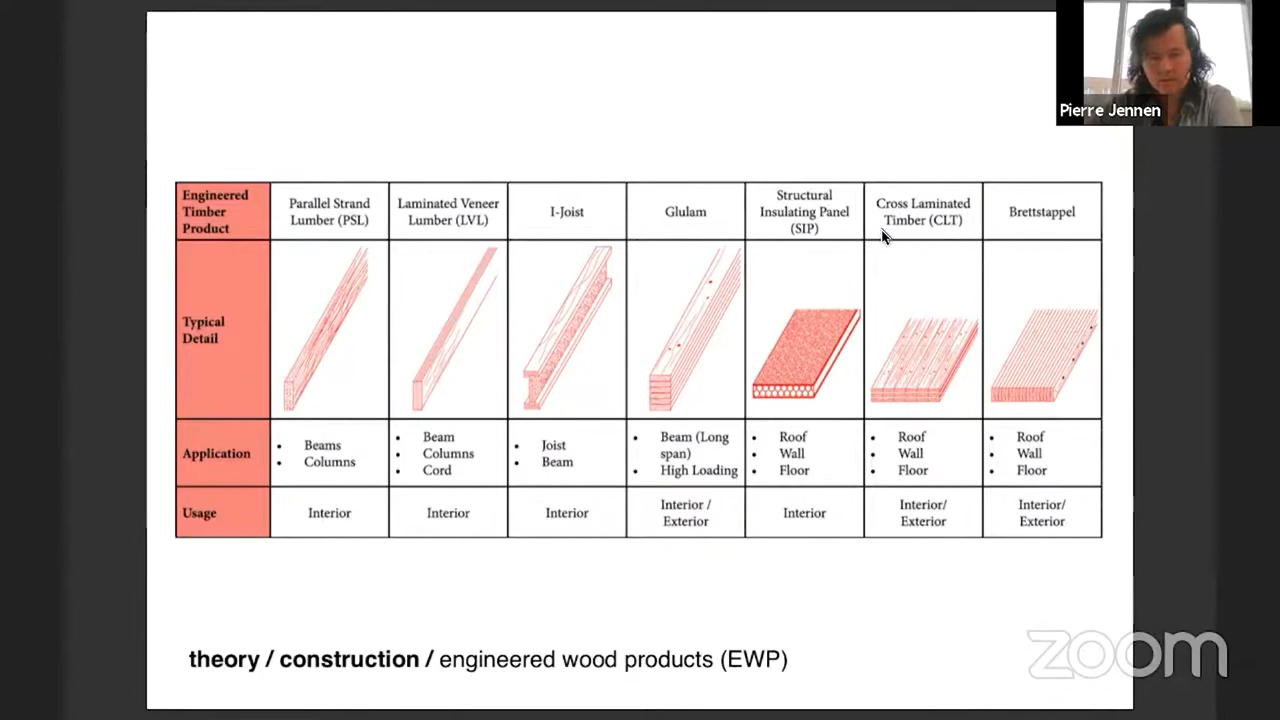 Pierre Jennen
Engineered
Timber
Product
Parallel Strand
Lumber (PSL)
Laminated Veneer
Lumber (LVL)
I-Joist
Glulam
Structural
Insulating Panel
(SIP)
Cross Laminated
Timber (CLT)
Brettstappel
Typical
Detail
Application
• Beams
• Columns
• Beam
• Columns
• Cord
• Joist
• Beam
• Beam (Long
span)
• High Loading
• Roof
• Wall
• Floor
• Roof
• Wall
• Floor
• Roof
• Wall
• Floor
Usage
Interior
Interior
Interior
Interior /
Exterior
Interior
Interior/
Exterior
Interior/
Exterior
theory / construction / engineered wood products (EWP)
zoom